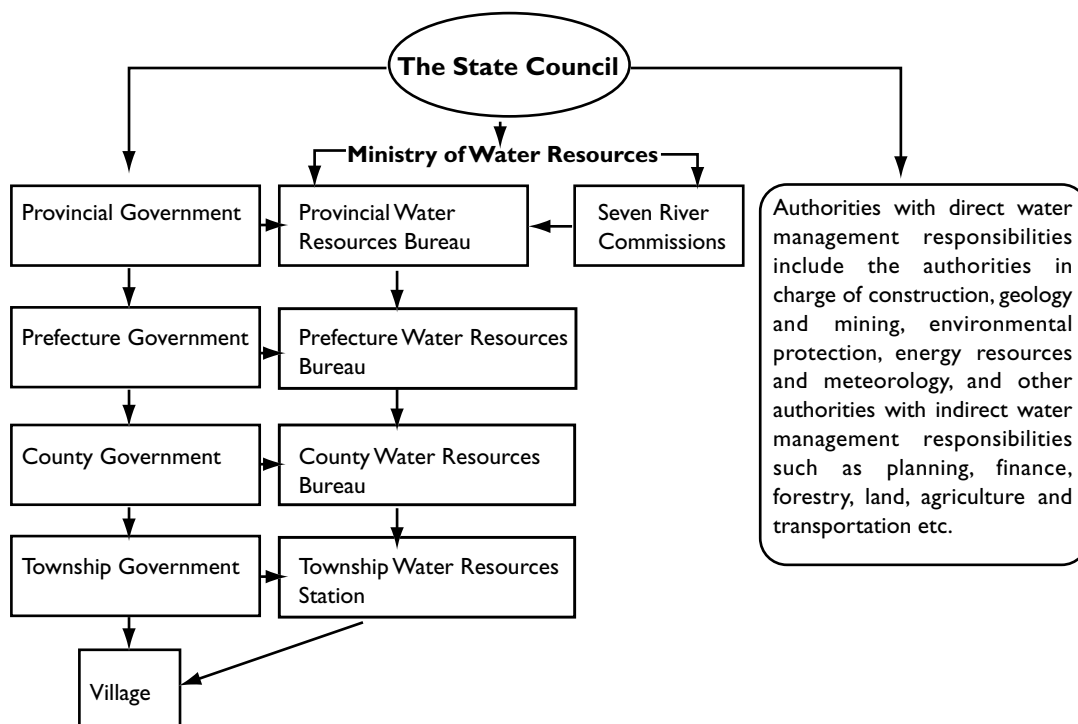 The State Council
Ministry of Water Resources
Provincial Government
Provincial Water
Resources Bureau
Seven River
Commissions
Authorities with direct water
management responsibilities
include the authorities in
charge of construction, geology
and mining, environmental
protection, energy resources
and meteorology, and other
authorities with indirect water
management responsibilities
such as planning, finance,
forestry, land, agriculture and
transportation etc.
Prefecture Government
Prefecture Water Resources
Bureau
County Government
County Water Resources
Bureau
Township Government
Township Water Resources
Station
Village